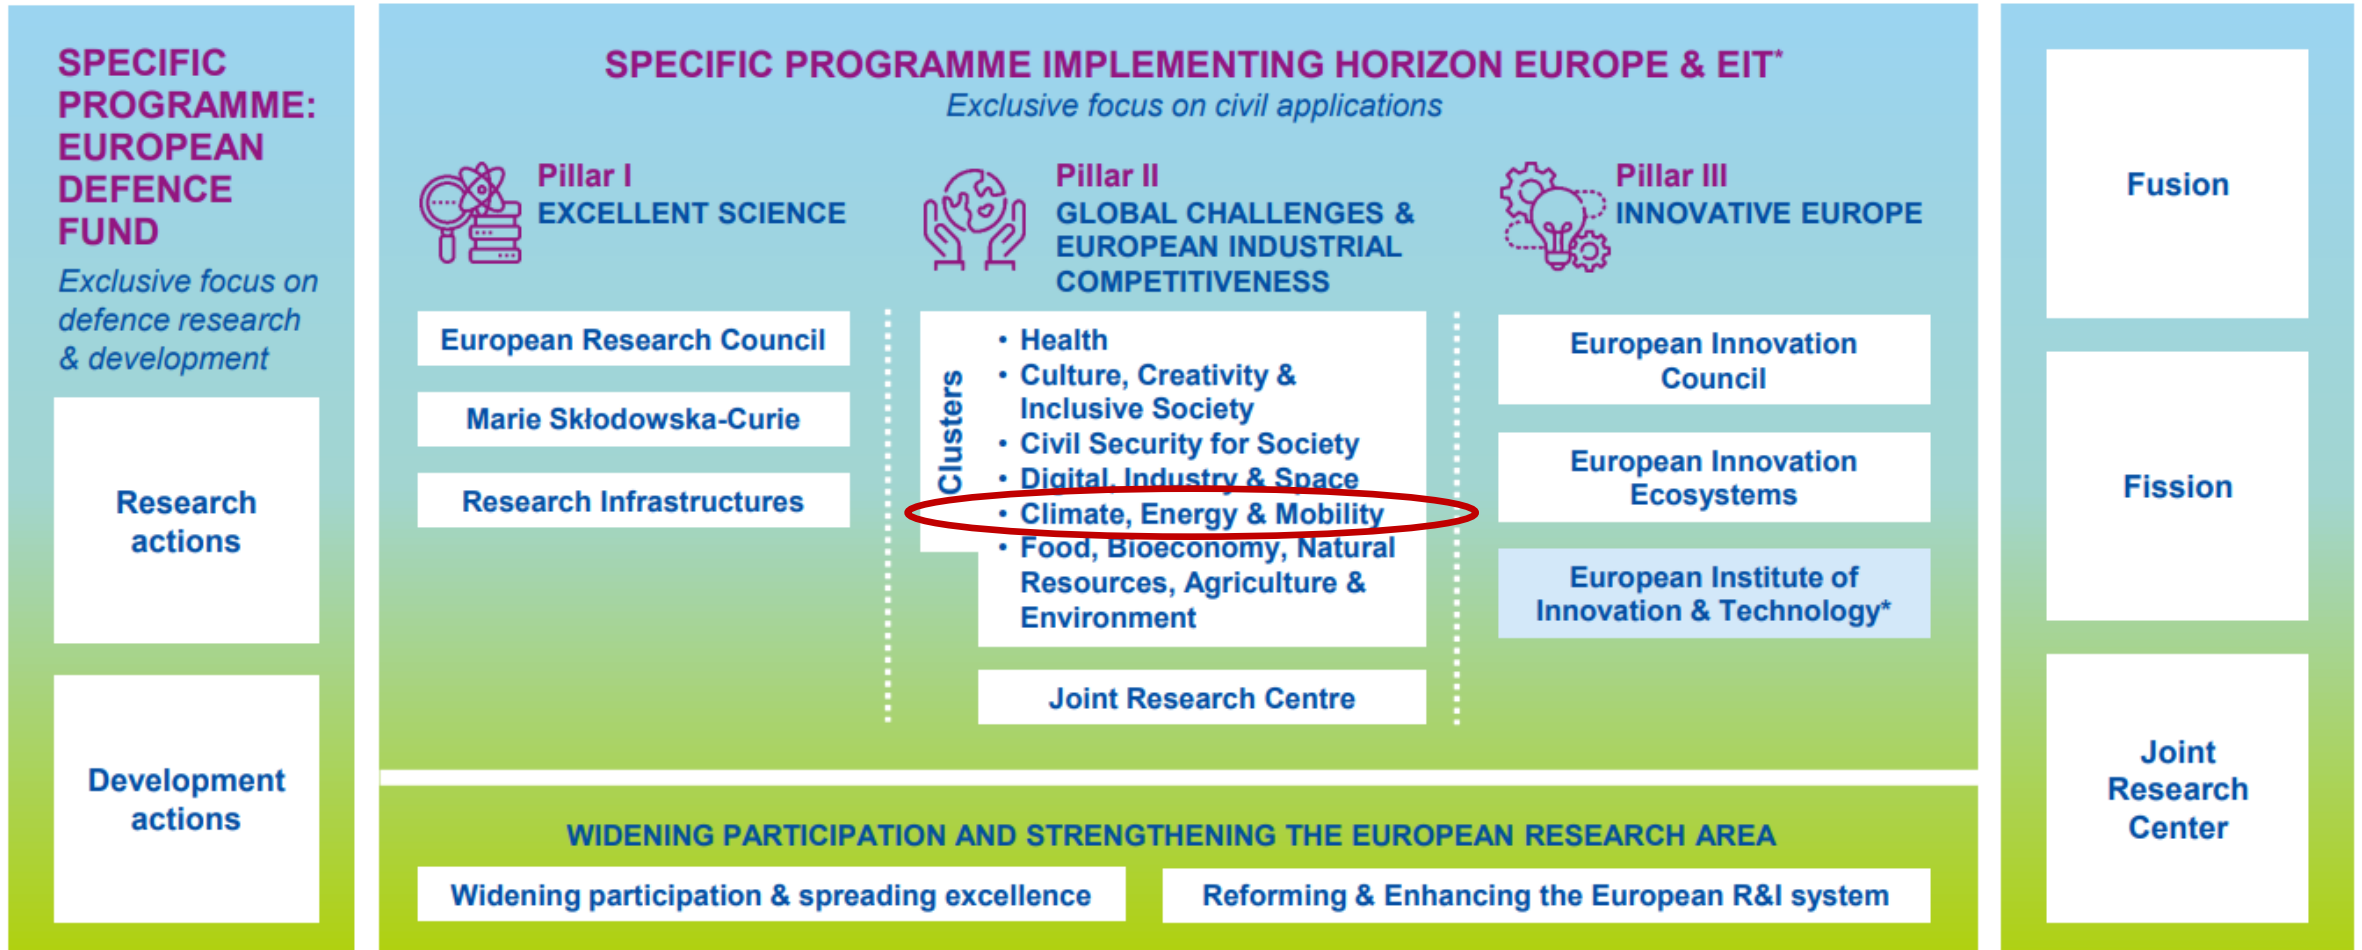 SPECIFIC
PROGRAMME:
EUROPEAN
DEFENCE
FUND
Exclusive focus on
defence research
& development
Research
actions
Development
actions
SPECIFIC PROGRAMME IMPLEMENTING HORIZON EUROPE & EIT*
Exclusive focus on civil applications
Pillar I
EXCELLENT SCIENCE
European Research Council
Marie Skłodowska-Curie
Research Infrastructures
Pillar II
GLOBAL CHALLENGES &
EUROPEAN INDUSTRIAL
COMPETITIVENESS
Clusters
• Health
• Culture, Creativity &
Inclusive Society
• Civil Security for Society
• Digital, Industry & Space
• Climate, Energy & Mobility
• Food, Bioeconomy, Natural
Resources, Agriculture &
Environment
Joint Research Centre
Pillar III
INNOVATIVE EUROPE
European Innovation
Council
European Innovation
Ecosystems
European Institute of
Innovation & Technology*
WIDENING PARTICIPATION AND STRENGTHENING THE EUROPEAN RESEARCH AREA
Widening participation & spreading excellence
Reforming & Enhancing the European R&I system
Fusion
Fission
Joint
Research
Center